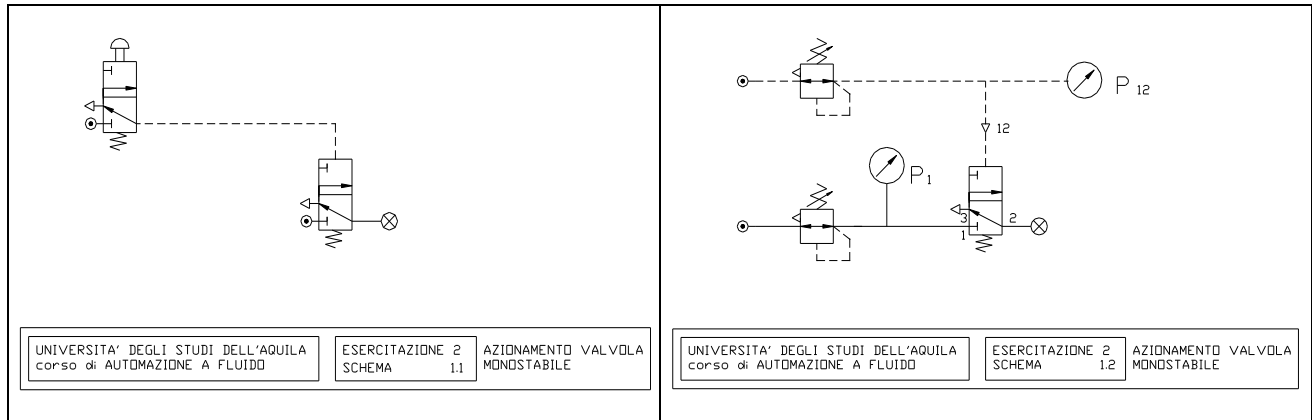 UNIVERSITA' DEGLI STUDI DELL'AQUILA
corso di AUTOMAZIONE A FLUIDO
ESERCITAZIONE 2
SCHEMA 1.1
AZIONAMENTO VALVOLA
MONOSTABILE
P 12
12
P 1
3
2
1
UNIVERSITA' DEGLI STUDI DELL'AQUILA
corso di AUTOMAZIONE A FLUIDO
ESERCITAZIONE 2
SCHEMA 1.2
AZIONAMENTO VALVOLA
MONOSTABILE